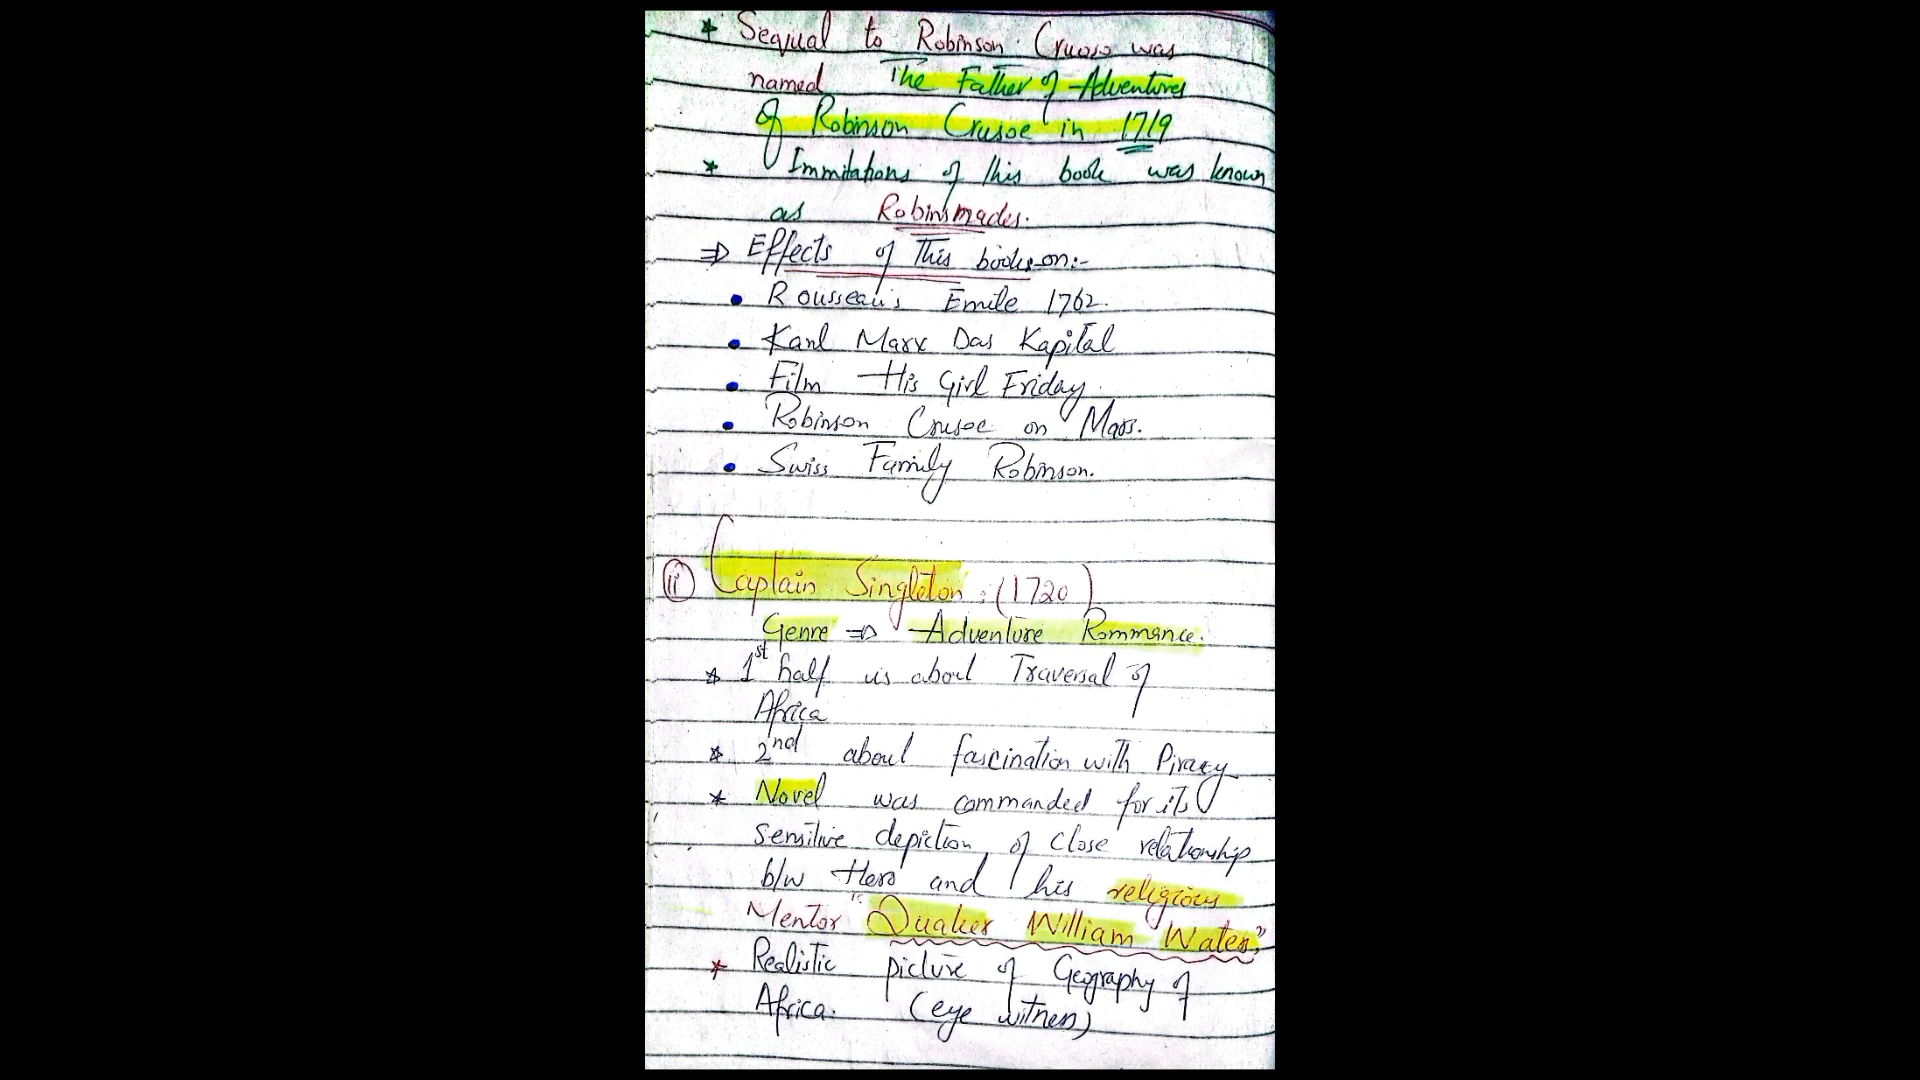 * Sequal to Robinson Crusoe was
named The Father of Adventures
Of Robinson Crusoe in 1719
* Immitations of this book was known
as Robinsmades.
⇒ Effects of This book on:-
• Rousseau's Emile 1762.
• Karl Marx Das Kapital
• Film His Girl Friday
• Robinson Crusoe on Mars.
• Swiss Family Robinson.
(ii) Captain Singleton : (1720)
Genre ⇒ Adventure Rommance.
* 1st half is about Traversal of
Africa
* 2nd about fascination with Piracy
* Novel was commanded for its
sensitive depiction of close relationship
b/w Hero and his religious
Mentor "Quaker William Waters"
* Realistic picture of Geography of
Africa. (eye witness)